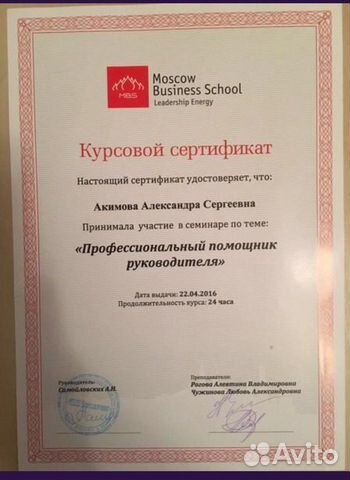 MBS
Moscow
Business School
Leadership Energy
Курсовой сертификат
Настоящий сертификат удостоверяет, что:
Акимова Александра Сергеевна
Принимала участие в семинаре по теме:
«Профессиональный помощник
руководителя»
Дата выдачи: 22.04.2016
Продолжительность курса: 24 часа
Руководитель:
Самойловских А.Н.
Преподаватели:
Рогова Алевтина Владимировна
Чужинова Любовь Александровна
Avito